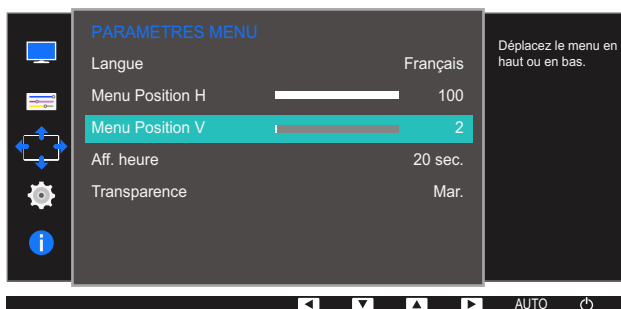 PARAMETRES MENU
Langue Français
Menu Position H 100
Menu Position V 2
Aff. heure 20 sec.
Transparence Mar.
Déplacez le menu en
haut ou en bas.
AUTO